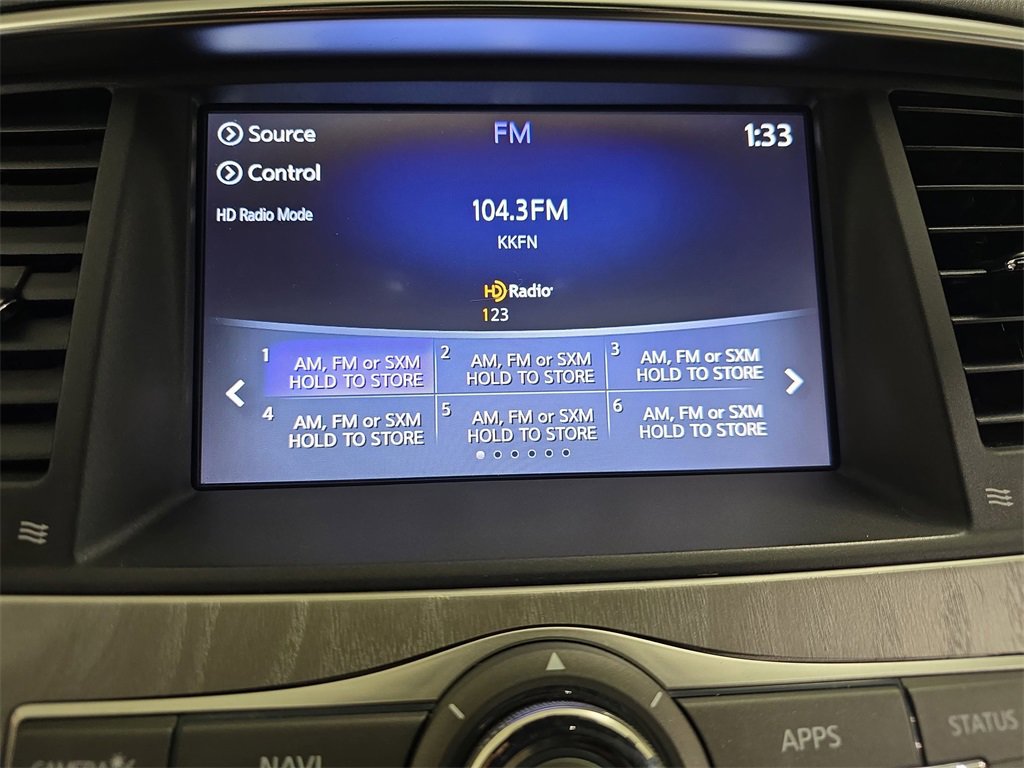 Source
FM
1:33
Control
HD Radio Mode
104.3FM
KKFN
HD Radio
123
1 AM, FM or SXM
HOLD TO STORE
2 AM, FM or SXM
HOLD TO STORE
3 AM, FM or SXM
HOLD TO STORE
4 AM, FM or SXM
HOLD TO STORE
5 AM, FM or SXM
HOLD TO STORE
6 AM, FM or SXM
HOLD TO STORE
CAMERA
NAVI
APPS
STATUS